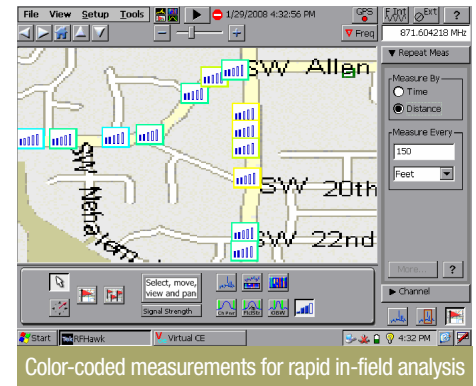 File View Setup Tools 1/29/2008 4:32:56 PM GPS Ext ?
Freq 871.604218 MHz
Repeat Meas
Measure By
Time
Distance
Measure Every
150
Feet
More... ?
Channel
SW Allen
SW 20th
SW 22nd
SW Nehalem
Select, move, view and pan
Signal Strength
FldStr
OBW
Start RFHawk Virtual CE 4:32 PM
Color-coded measurements for rapid in-field analysis